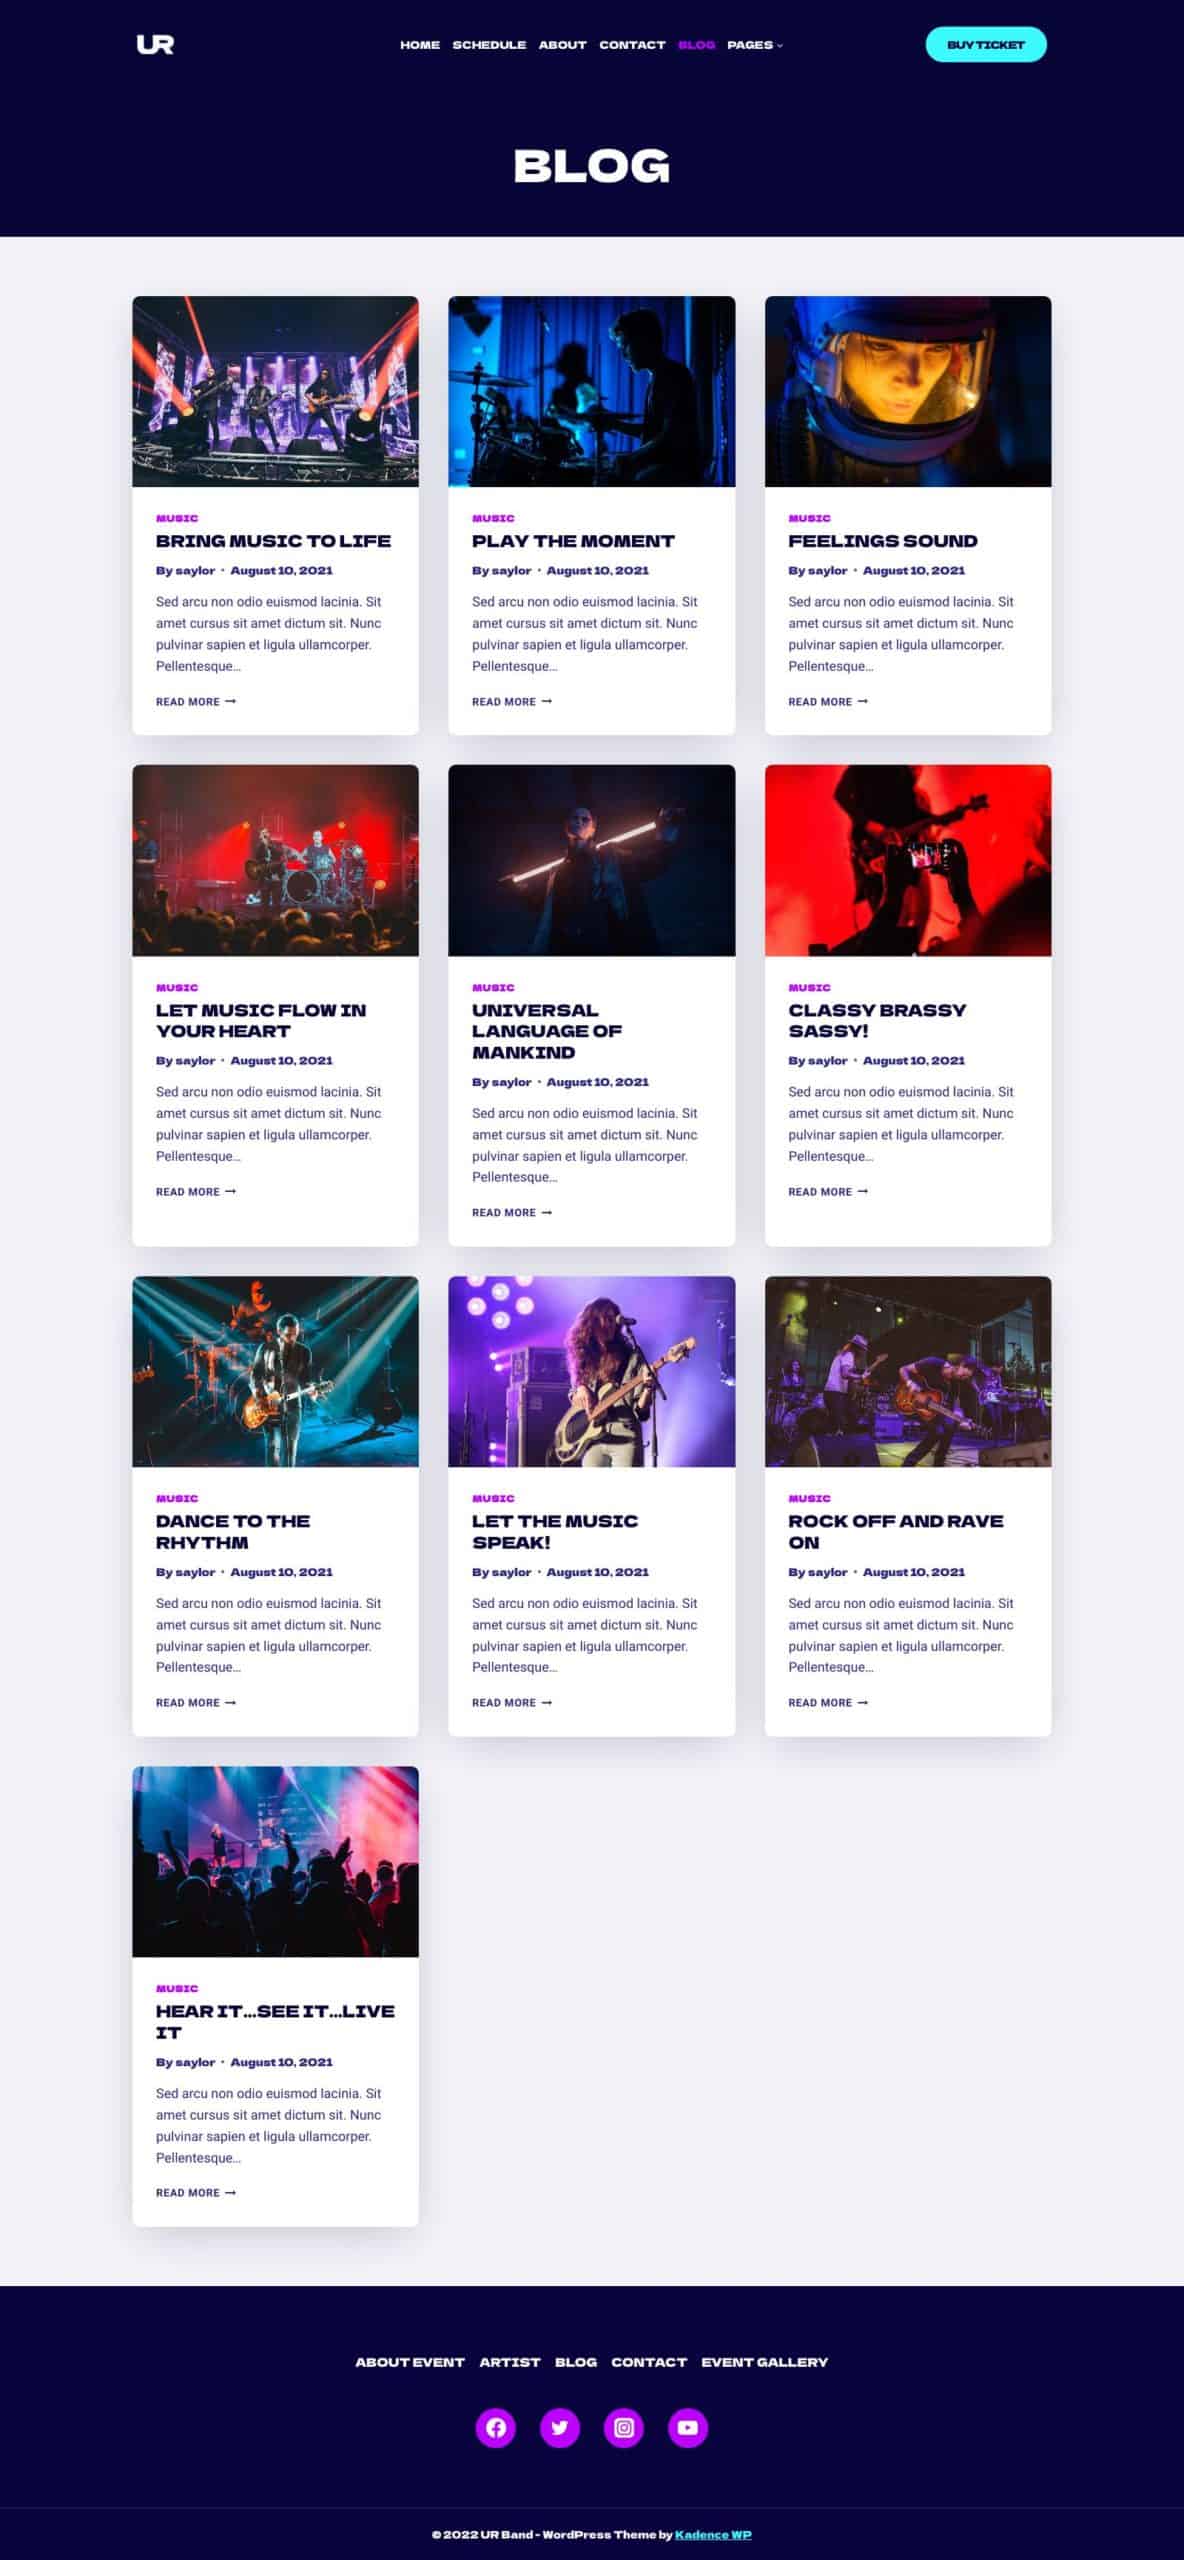 UR
HOME SCHEDULE ABOUT CONTACT BLOG PAGES
BUY TICKET
BLOG
MUSIC
BRING MUSIC TO LIFE
By saylor · August 10, 2021
Sed arcu non odio euismod lacinia. Sit
amet cursus sit amet dictum sit. Nunc
pulvinar sapien et ligula ullamcorper.
Pellentesque...
READ MORE →
MUSIC
PLAY THE MOMENT
By saylor · August 10, 2021
Sed arcu non odio euismod lacinia. Sit
amet cursus sit amet dictum sit. Nunc
pulvinar sapien et ligula ullamcorper.
Pellentesque...
READ MORE →
MUSIC
FEELINGS SOUND
By saylor · August 10, 2021
Sed arcu non odio euismod lacinia. Sit
amet cursus sit amet dictum sit. Nunc
pulvinar sapien et ligula ullamcorper.
Pellentesque...
READ MORE →
MUSIC
LET MUSIC FLOW IN
YOUR HEART
By saylor · August 10, 2021
Sed arcu non odio euismod lacinia. Sit
amet cursus sit amet dictum sit. Nunc
pulvinar sapien et ligula ullamcorper.
Pellentesque...
READ MORE →
MUSIC
UNIVERSAL
LANGUAGE OF
MANKIND
By saylor · August 10, 2021
Sed arcu non odio euismod lacinia. Sit
amet cursus sit amet dictum sit. Nunc
pulvinar sapien et ligula ullamcorper.
Pellentesque...
READ MORE →
MUSIC
CLASSY BRASSY
SASSY!
By saylor · August 10, 2021
Sed arcu non odio euismod lacinia. Sit
amet cursus sit amet dictum sit. Nunc
pulvinar sapien et ligula ullamcorper.
Pellentesque...
READ MORE →
MUSIC
DANCE TO THE
RHYTHM
By saylor · August 10, 2021
Sed arcu non odio euismod lacinia. Sit
amet cursus sit amet dictum sit. Nunc
pulvinar sapien et ligula ullamcorper.
Pellentesque...
READ MORE →
MUSIC
LET THE MUSIC
SPEAK!
By saylor · August 10, 2021
Sed arcu non odio euismod lacinia. Sit
amet cursus sit amet dictum sit. Nunc
pulvinar sapien et ligula ullamcorper.
Pellentesque...
READ MORE →
MUSIC
ROCK OFF AND RAVE
ON
By saylor · August 10, 2021
Sed arcu non odio euismod lacinia. Sit
amet cursus sit amet dictum sit. Nunc
pulvinar sapien et ligula ullamcorper.
Pellentesque...
READ MORE →
MUSIC
HEAR IT...SEE IT...LIVE
IT
By saylor · August 10, 2021
Sed arcu non odio euismod lacinia. Sit
amet cursus sit amet dictum sit. Nunc
pulvinar sapien et ligula ullamcorper.
Pellentesque...
READ MORE →
ABOUT EVENT ARTIST BLOG CONTACT EVENT GALLERY
© 2022 UR Band - WordPress Theme by Kadence WP